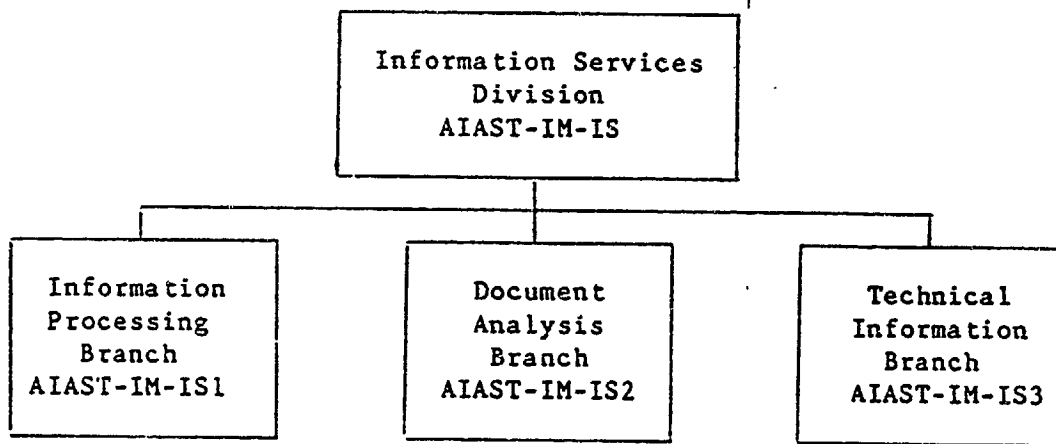 Information Services
Division
AIAST-IM-IS
Information
Processing
Branch
AIAST-IM-IS1
Document
Analysis
Branch
AIAST-IM-IS2
Technical
Information
Branch
AIAST-IM-IS3